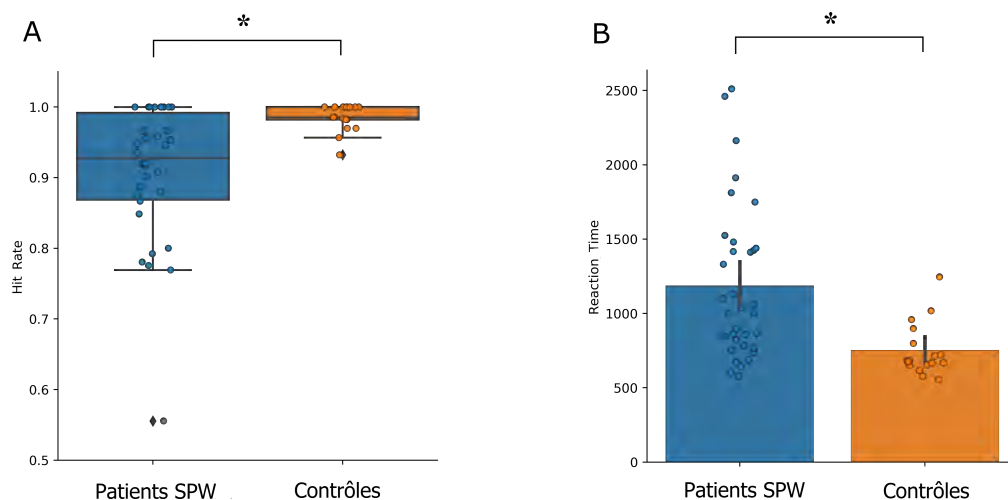 A
*
1.0
0.9
0.8
0.7
0.6
0.5
Hit Rate
Patients SPW
Contrôles
B
*
2500
2000
1500
1000
500
0
Reaction Time
Patients SPW
Contrôles